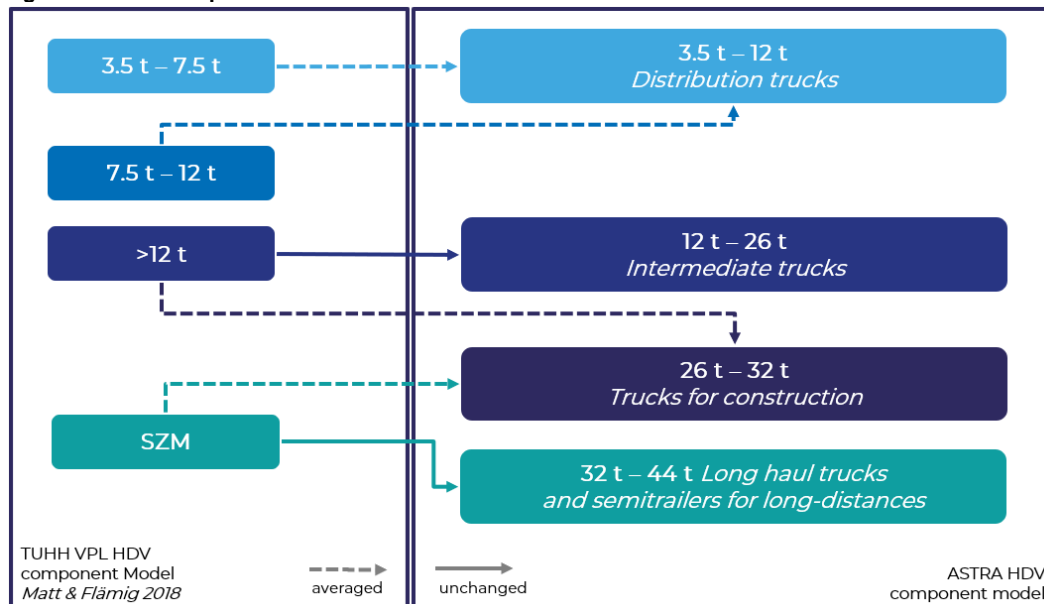 3.5 t – 7.5 t
7.5 t – 12 t
>12 t
SZM
TUHH VPL HDV
component Model
Matt & Flämig 2018
averaged
3.5 t – 12 t
Distribution trucks
12 t – 26 t
Intermediate trucks
26 t – 32 t
Trucks for construction
32 t – 44 t Long haul trucks
and semitrailers for long-distances
unchanged
ASTRA HDV
component model